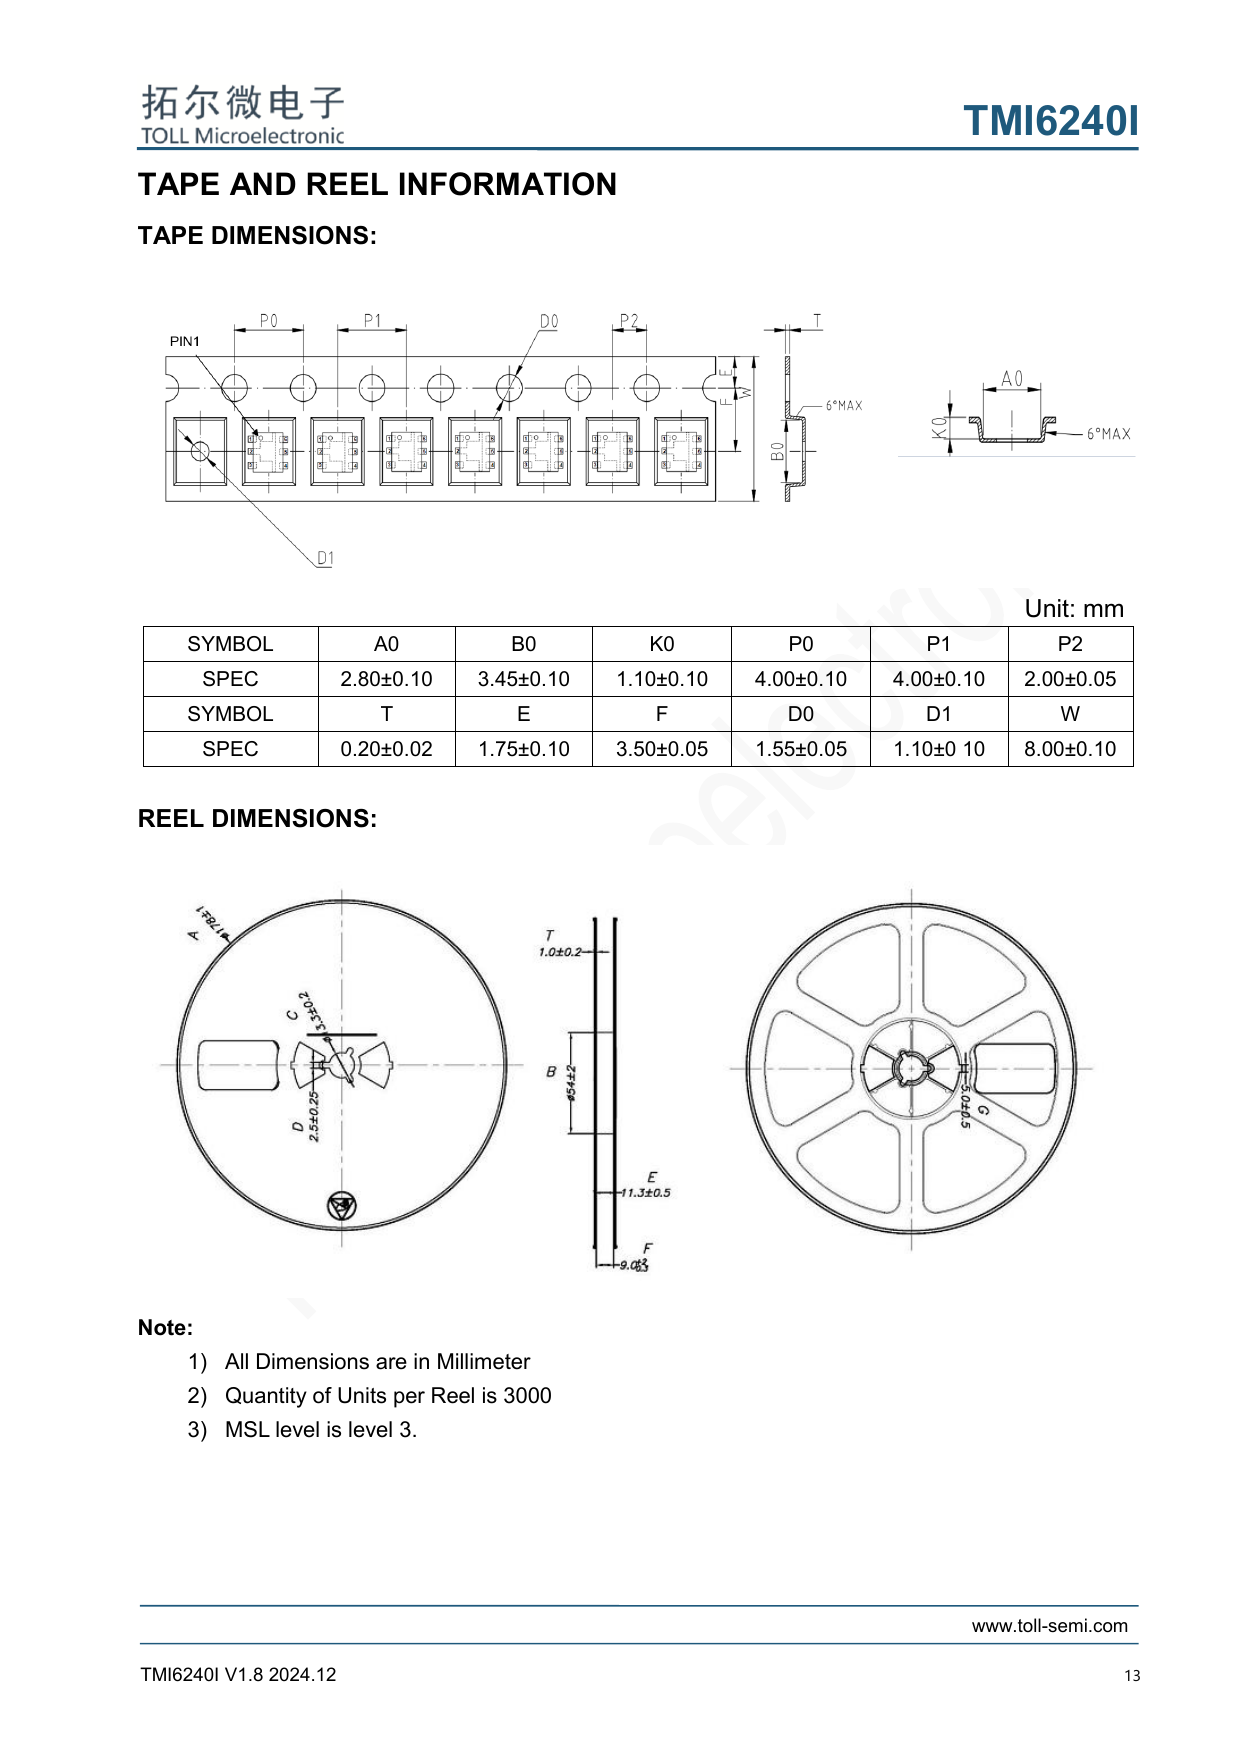 拓尔微电子
TOLL Microelectronic
TMI6240I
TAPE AND REEL INFORMATION
TAPE DIMENSIONS:
P0 P1 D0 P2 T
PIN1
E
W
F
A0
6°MAX
K0
6°MAX
B0
D1
Unit: mm
SYMBOL A0 B0 K0 P0 P1 P2
SPEC 2.80±0.10 3.45±0.10 1.10±0.10 4.00±0.10 4.00±0.10 2.00±0.05
SYMBOL T E F D0 D1 W
SPEC 0.20±0.02 1.75±0.10 3.50±0.05 1.55±0.05 1.10±0 10 8.00±0.10
REEL DIMENSIONS:
ø178±1
A
T
1.0±0.2
C
ø13.3±0.2
B
ø54±2
D
2.5±0.25
G
5.0±0.5
E
11.3±0.5
F
Note:
1) All Dimensions are in Millimeter
2) Quantity of Units per Reel is 3000
3) MSL level is level 3.
www.toll-semi.com
TMI6240I V1.8 2024.12
13